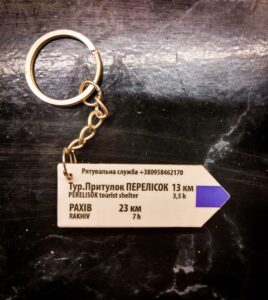 Рятувальна служба +380958462170
Тур.Притулок ПЕРЕЛІСОК 13 км
PERELISOK tourist shelter 3,5 h
РАХІВ 23 км
RAKHIV 7 h